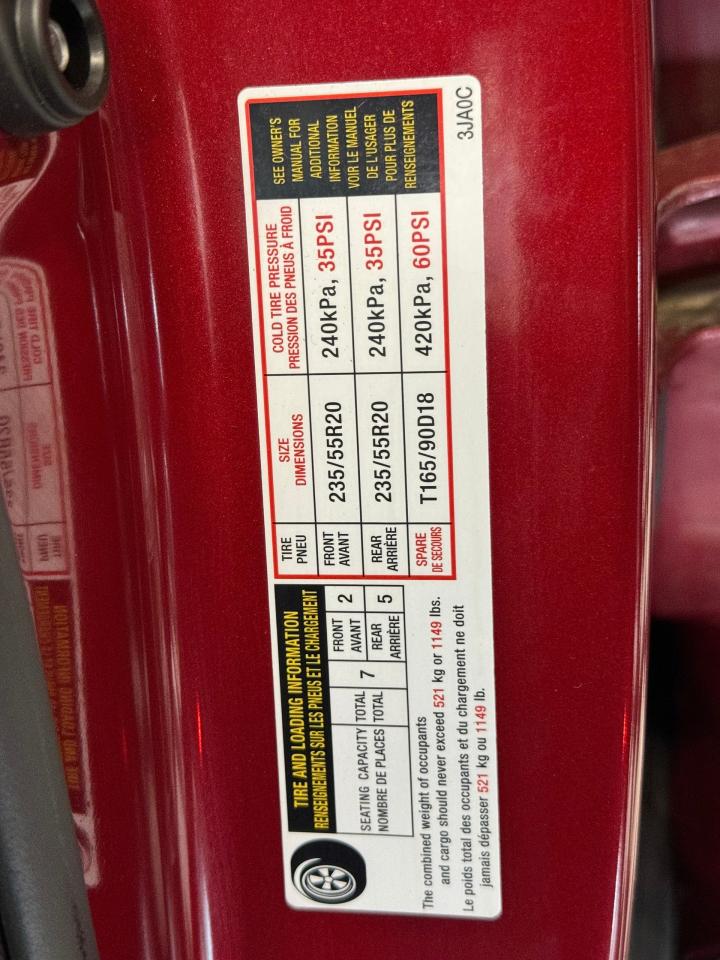 TIRE AND LOADING INFORMATION
RENSEIGNEMENTS SUR LES PNEUS ET LE CHARGEMENT
SEATING CAPACITY
NOMBRE DE PLACES
TOTAL
TOTAL
7
FRONT
AVANT
2
REAR
ARRIÈRE
5
The combined weight of occupants
and cargo should never exceed 521 kg or 1149 lbs.
Le poids total des occupants et du chargement ne doit
jamais dépasser 521 kg ou 1149 lb.
TIRE
PNEU
SIZE
DIMENSIONS
COLD TIRE PRESSURE
PRESSION DES PNEUS À FROID
FRONT
AVANT
235/55R20
240kPa, 35PSI
REAR
ARRIÈRE
235/55R20
240kPa, 35PSI
SPARE
DE SECOURS
T165/90D18
420kPa, 60PSI
SEE OWNER'S
MANUAL FOR
ADDITIONAL
INFORMATION
VOIR LE MANUEL
DE L'USAGER
POUR PLUS DE
RENSEIGNEMENTS
3JA0C